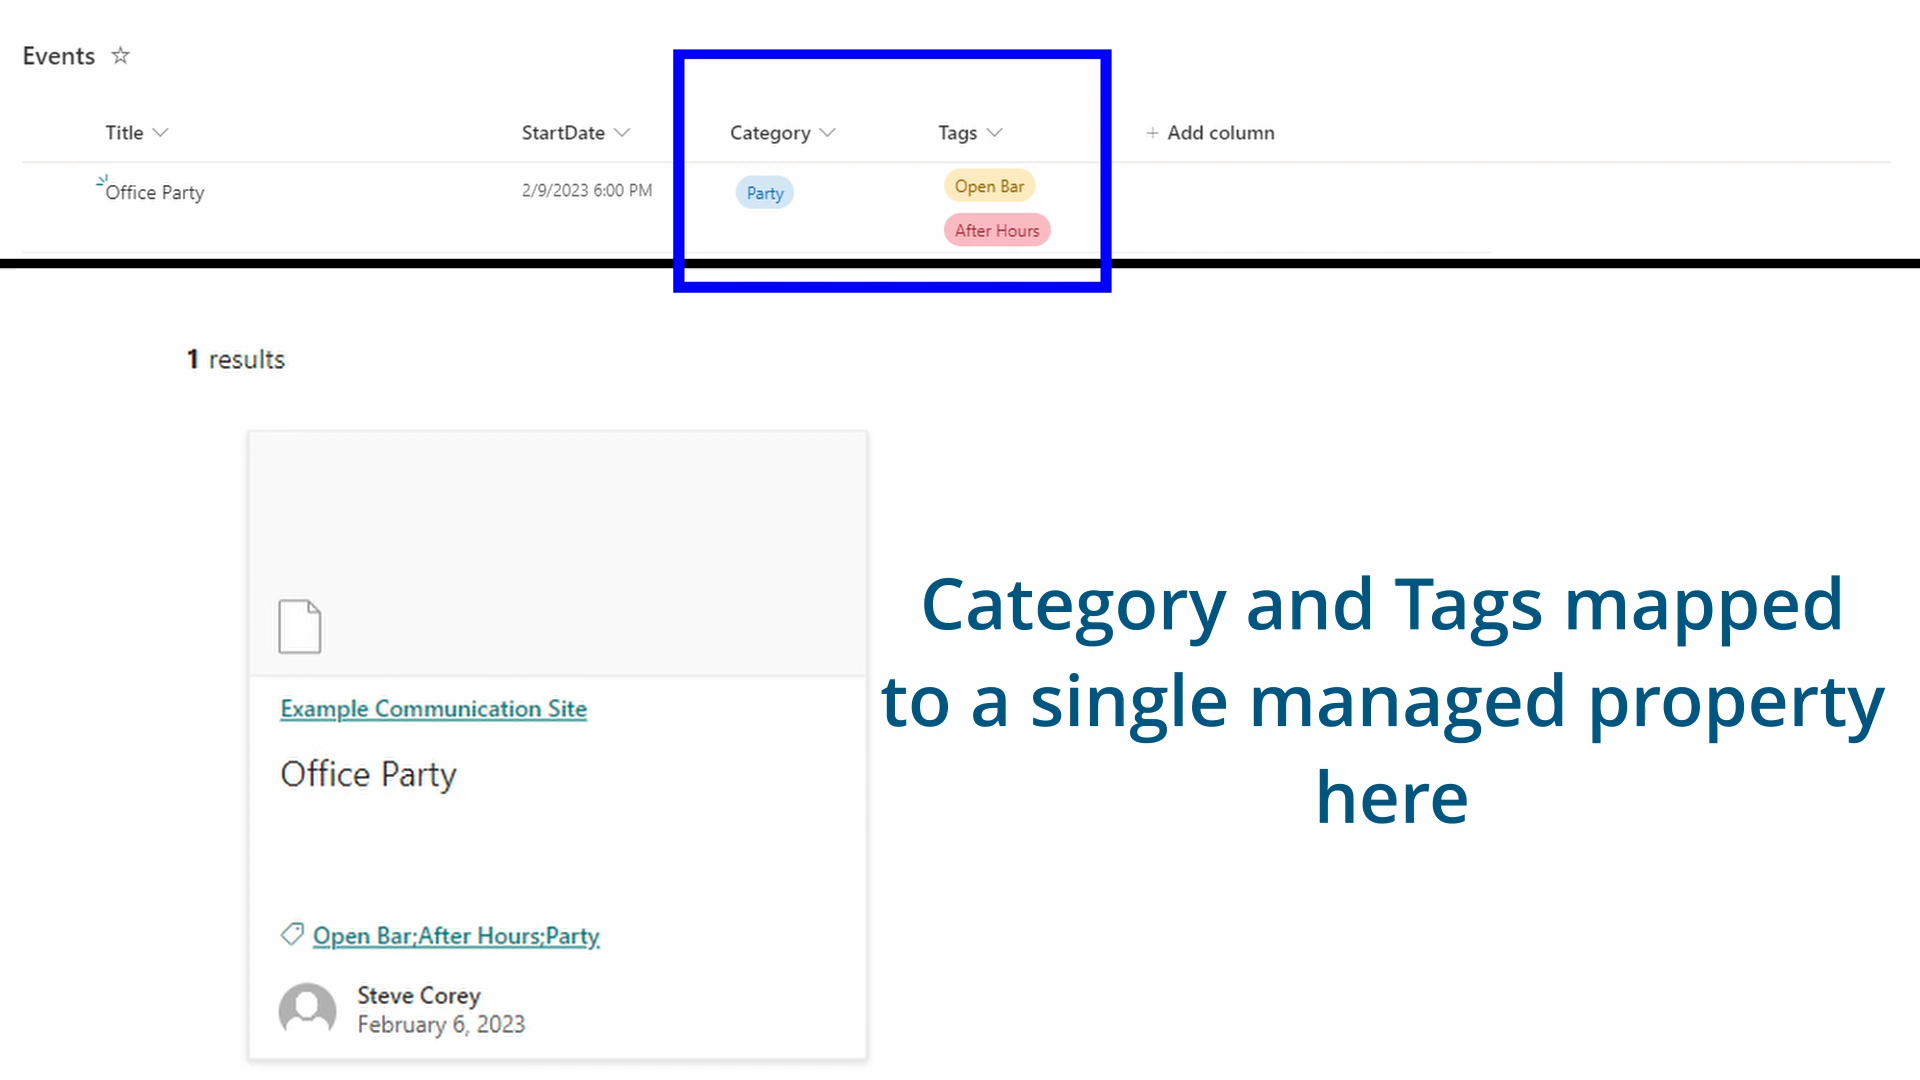 Events
Title StartDate Category Tags + Add column
Office Party 2/9/2023 6:00 PM Party Open Bar
After Hours
1 results
Example Communication Site
Office Party
Open Bar;After Hours;Party
Steve Corey
February 6, 2023
Category and Tags mapped
to a single managed property
here